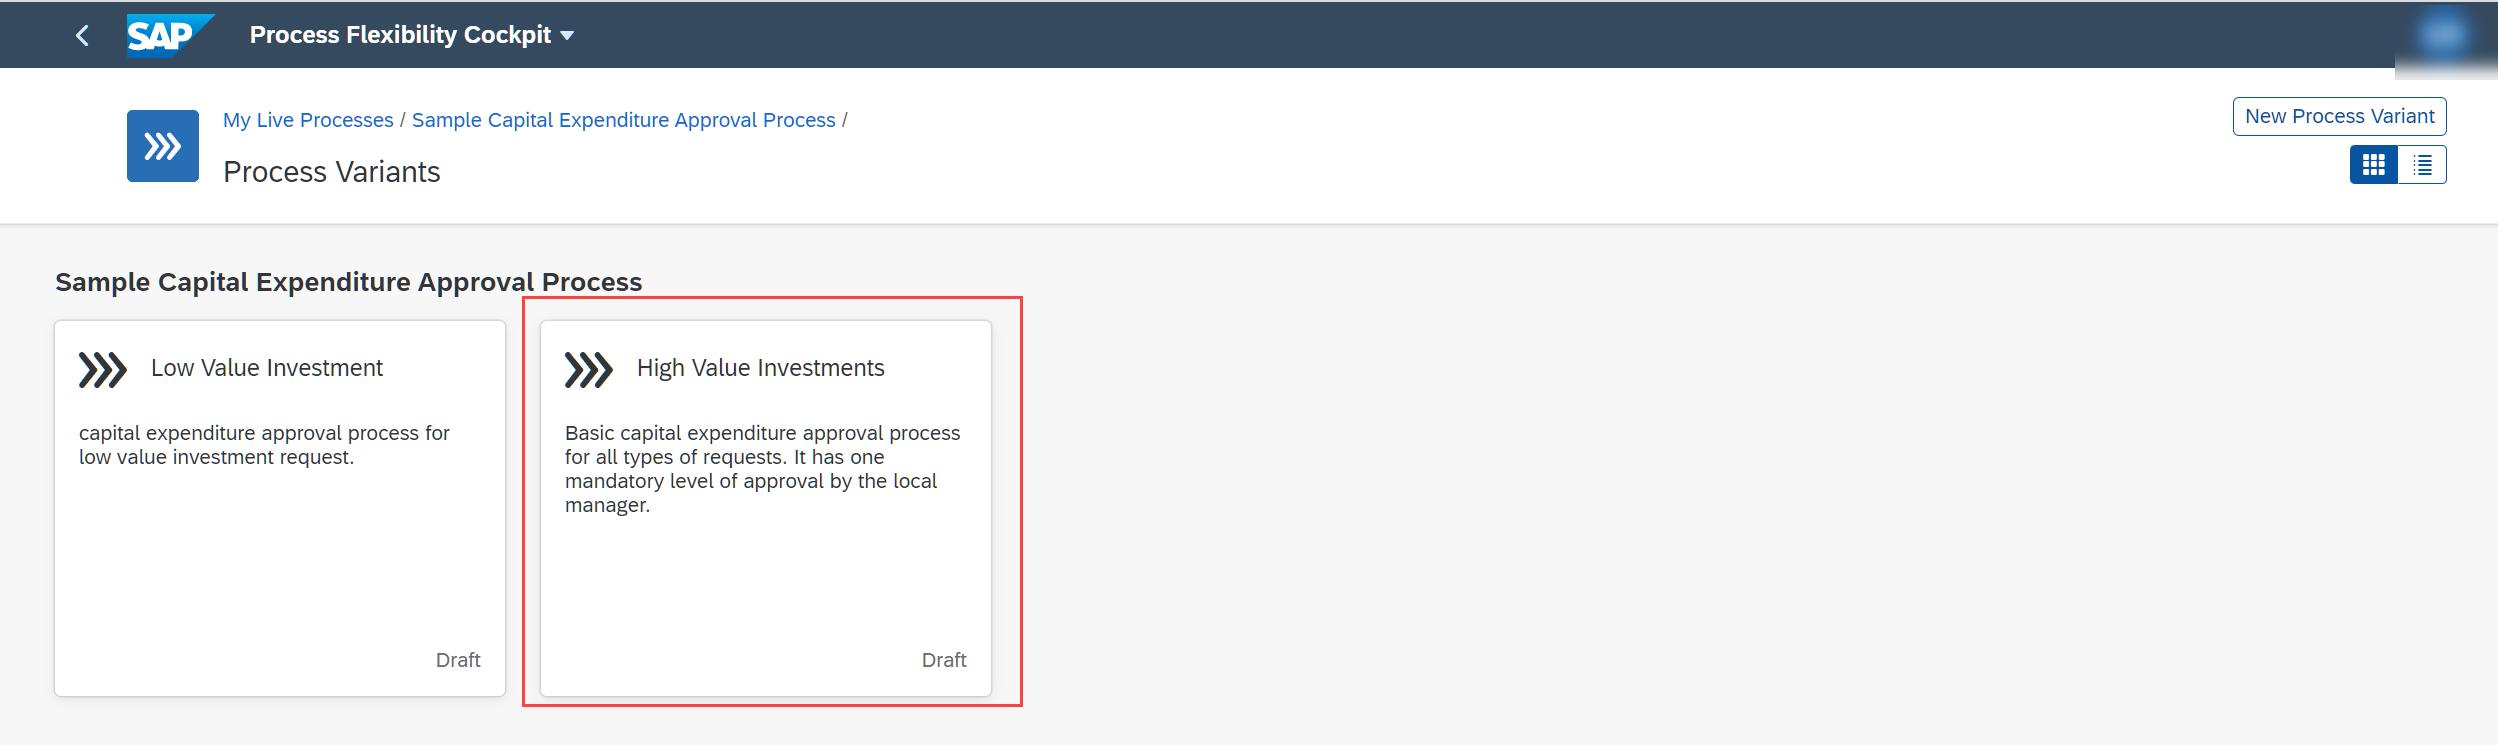 SAP
Process Flexibility Cockpit
My Live Processes / Sample Capital Expenditure Approval Process /
Process Variants
New Process Variant
Sample Capital Expenditure Approval Process
Low Value Investment
capital expenditure approval process for
low value investment request.
Draft
High Value Investments
Basic capital expenditure approval process
for all types of requests. It has one
mandatory level of approval by the local
manager.
Draft